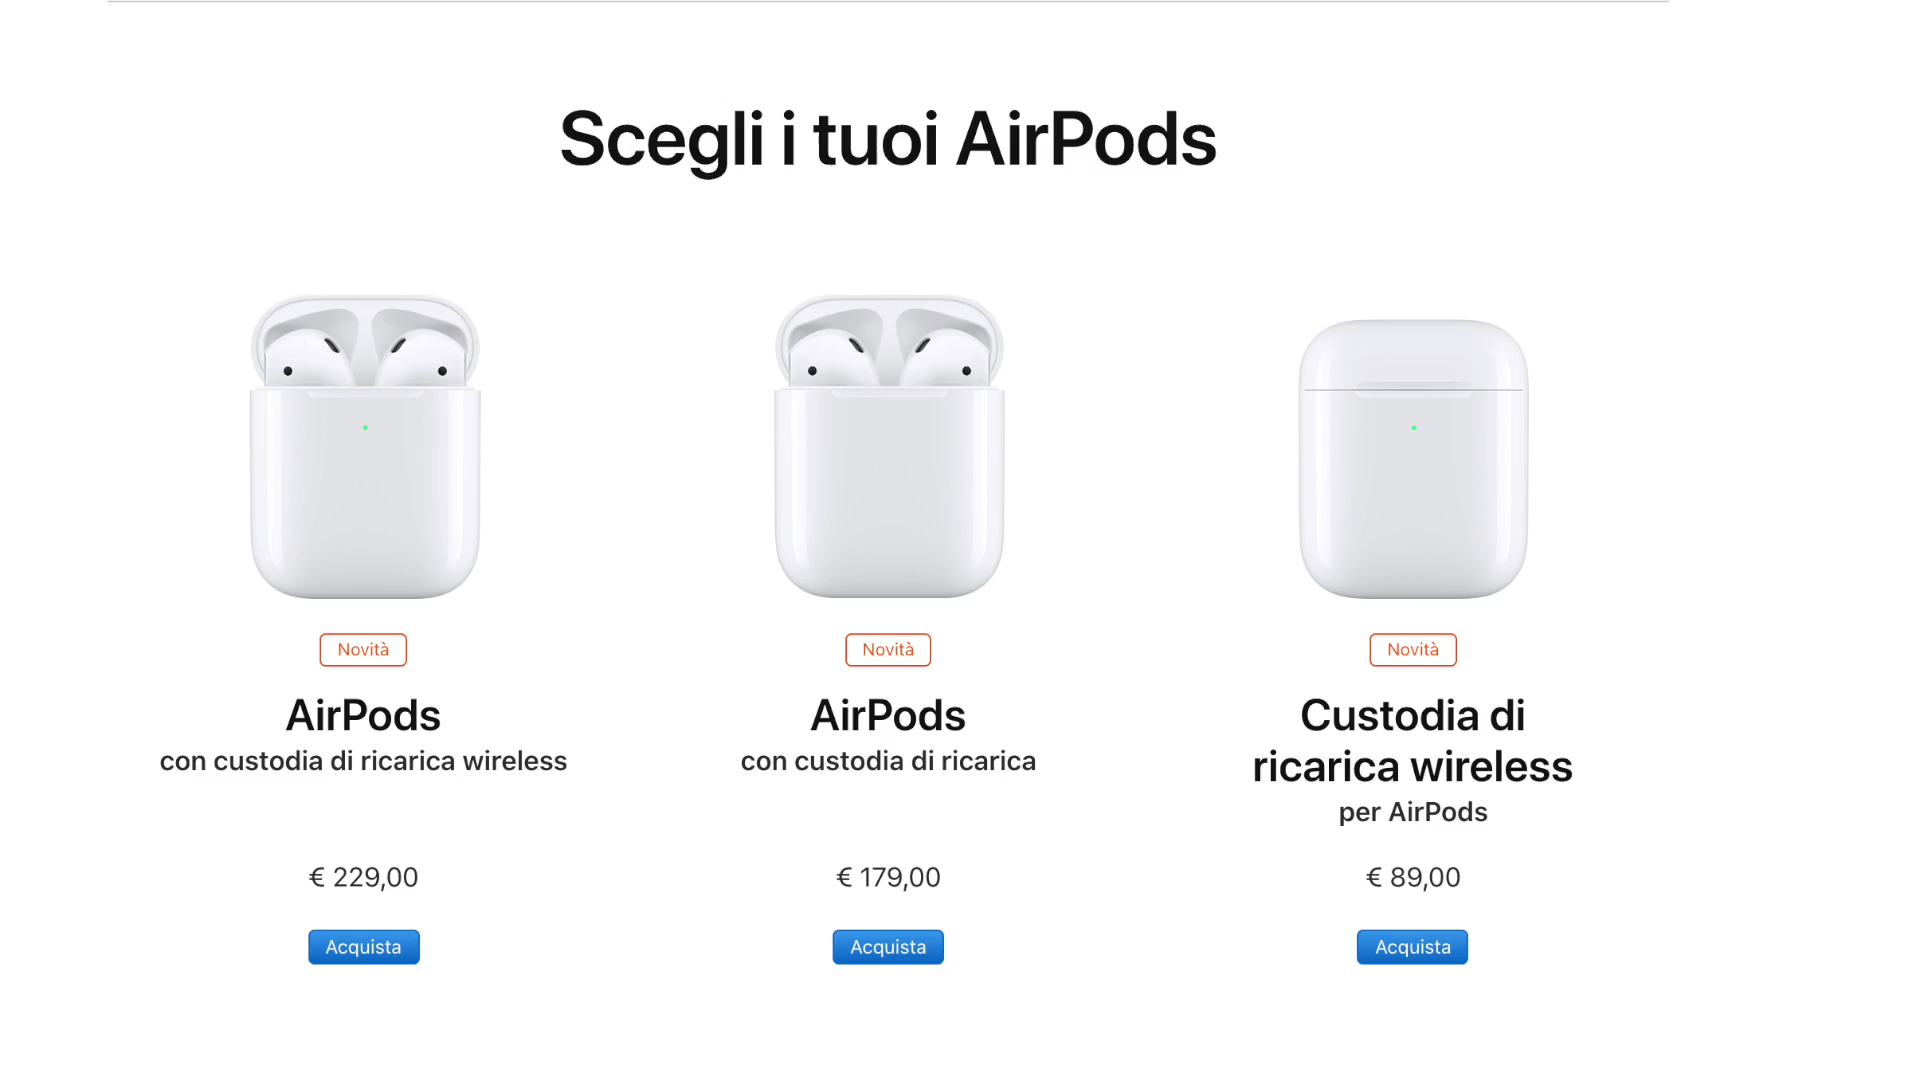 Scegli i tuoi AirPods
Novità
AirPods
con custodia di ricarica wireless
€ 229,00
Acquista
Novità
AirPods
con custodia di ricarica
€ 179,00
Acquista
Novità
Custodia di
ricarica wireless
per AirPods
€ 89,00
Acquista